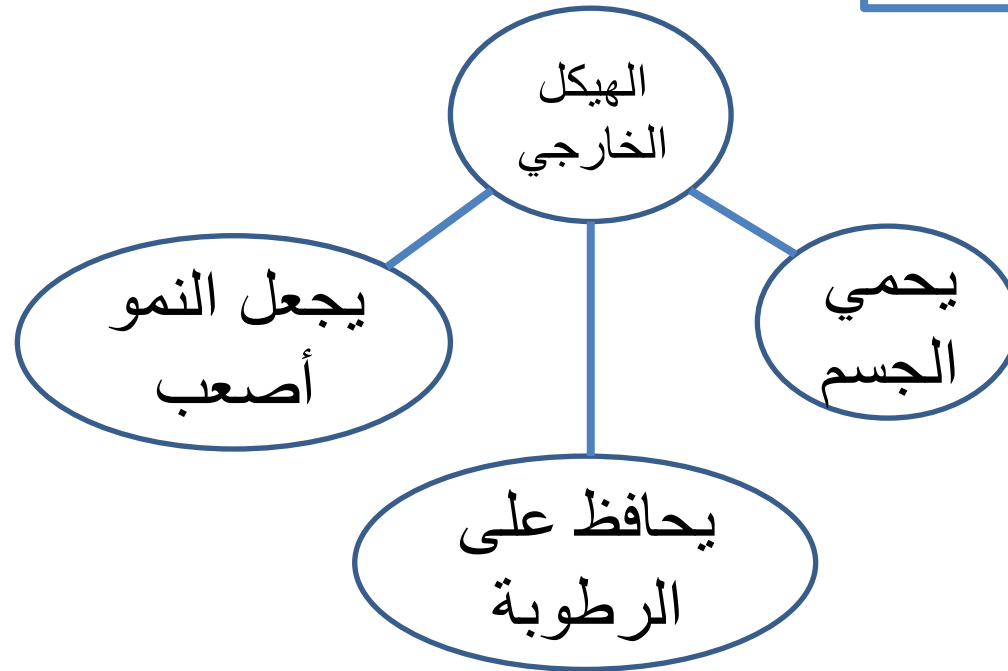 الهيكل
الخارجي
يحمي
الجسم
يجعل النمو
أصعب
يحافظ على
الرطوبة